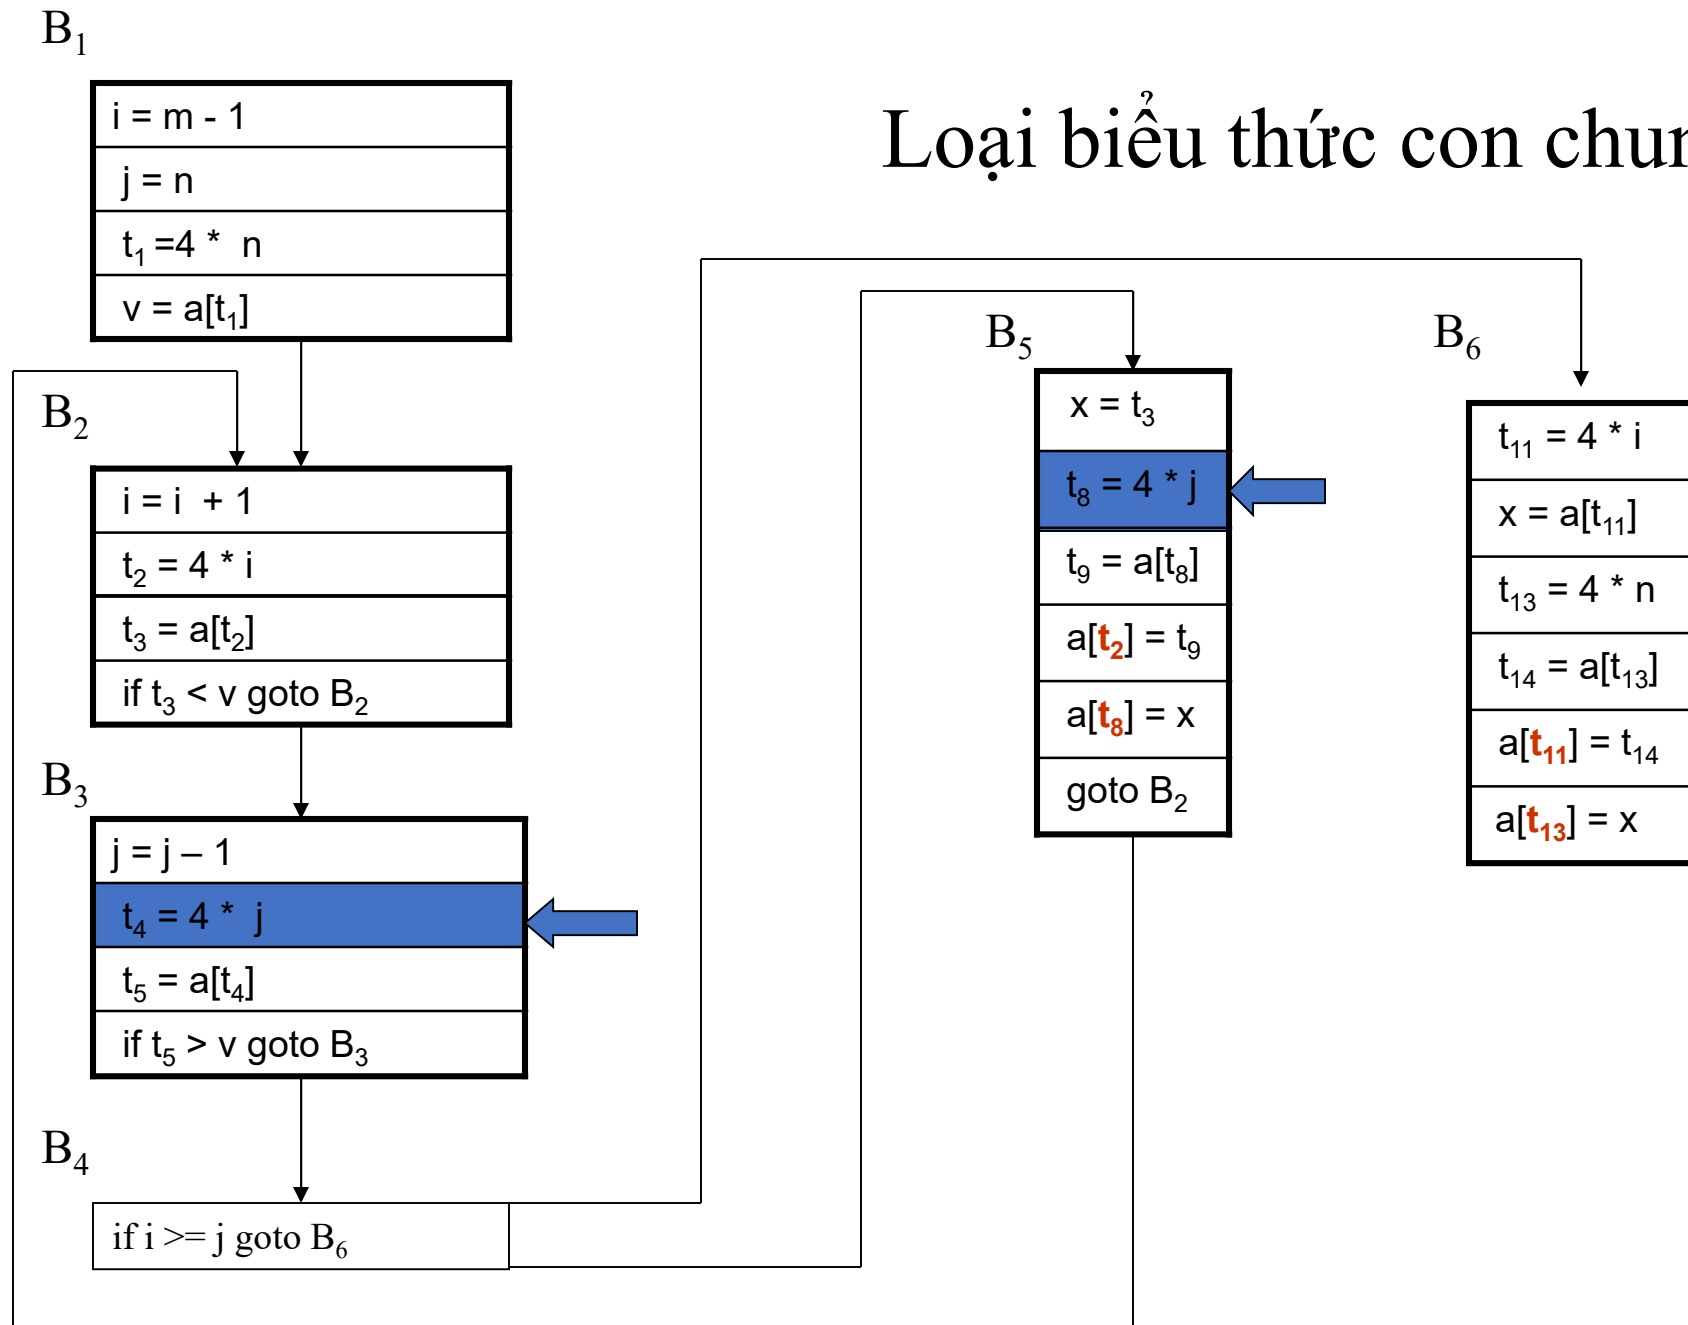 B₁
i = m - 1
j = n
t₁ =4 * n
v = a[t₁]
Loại biểu thức con
B₂
i = i + 1
t₂ = 4 * i
t₃ = a[t₂]
if t₃ < v goto B₂
B₃
j = j – 1
t₄ = 4 * j
t₅ = a[t₄]
if t₅ > v goto B₃
B₄
if i >= j goto B₆
B₅
x = t₃
t₈ = 4 * j
t₉ = a[t₈]
a[t₂] = t₉
a[t₈] = x
goto B₂
B₆
t₁₁ = 4 * i
x = a[t₁₁]
t₁₃ = 4 * n
t₁₄ = a[t₁₃]
a[t₁₁] = t₁₄
a[t₁₃] = x